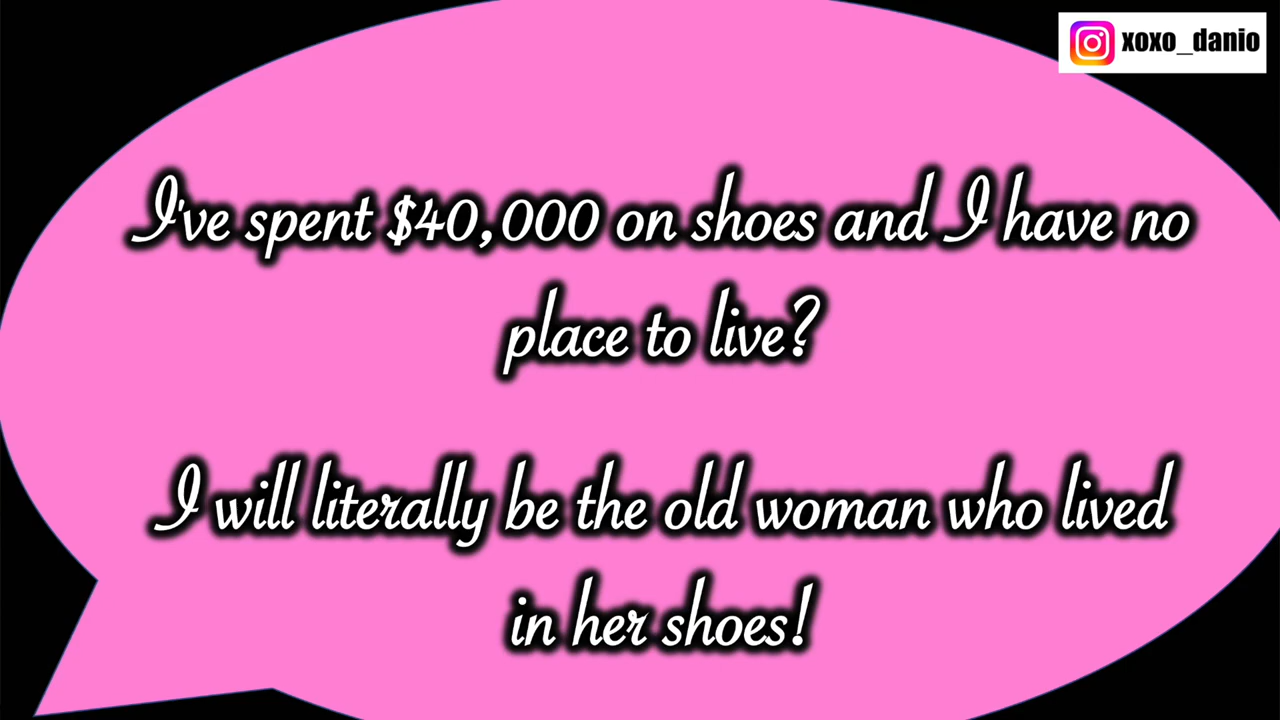 xoxo_danio
I've spent $40,000 on shoes and I have no
place to live?
I will literally be the old woman who lived
in her shoes!